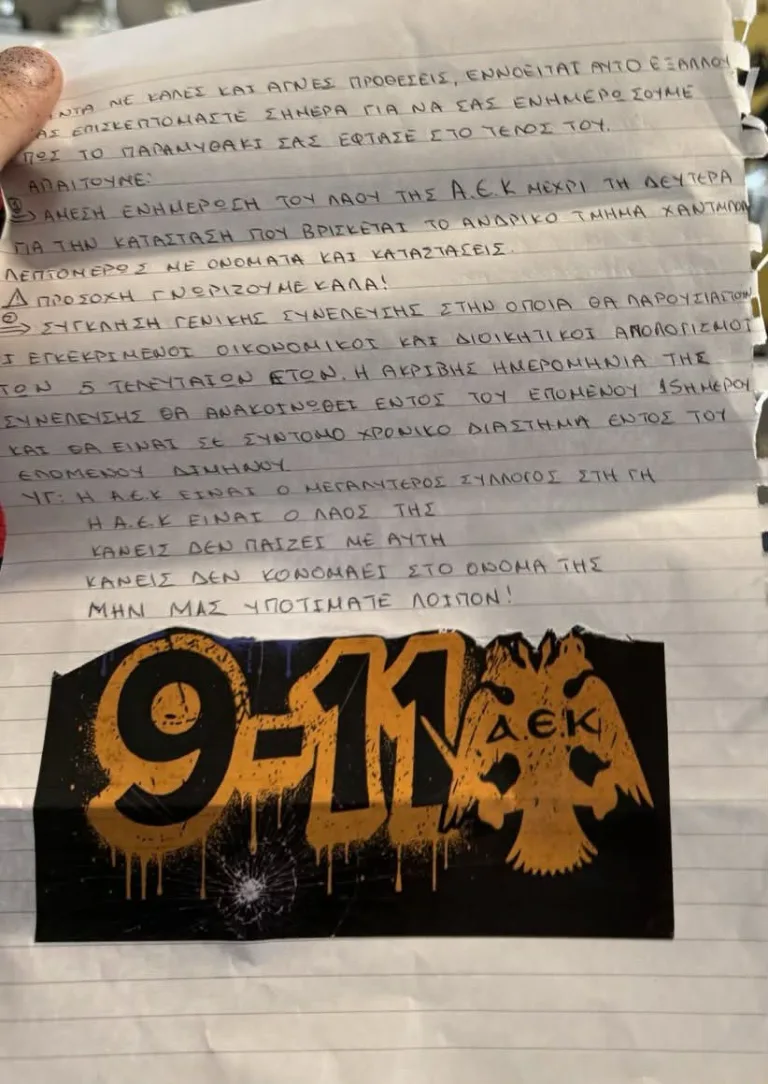 ΝΤΑ ΜΕ ΚΑΛΕΣ ΚΑΙ ΑΓΝΕΣ ΠΡΟΘΕΣΕΙΣ, ΕΝΝΟΕΙΤΑΙ ΑΥΤΟ ΕΞΑΛΛΟΥ
ΑΣ ΕΠΙΣΚΕΠΤΟΜΑΣΤΕ ΣΗΜΕΡΑ ΓΙΑ ΝΑ ΣΑΣ ΕΝΗΜΕΡΩΣΟΥΜΕ
ΠΩΣ ΤΟ ΠΑΡΑΜΥΘΑΚΙ ΣΑΣ ΕΦΤΑΣΕ ΣΤΟ ΤΕΛΟΣ ΤΟΥ.
ΑΠΑΙΤΟΥΜΕ:
① ΑΜΕΣΗ ΕΝΗΜΕΡΩΣΗ ΤΟΥ ΛΑΟΥ ΤΗΣ Α.Ε.Κ ΜΕΧΡΙ ΤΗ ΔΕΥΤΕΡΑ
ΓΙΑ ΤΗΝ ΚΑΤΑΣΤΑΣΗ ΠΟΥ ΒΡΙΣΚΕΤΑΙ ΤΟ ΑΝΔΡΙΚΟ ΤΜΗΜΑ ΧΑΝΤΜΠΟΛ
ΛΕΠΤΟΜΕΡΩΣ ΜΕ ΟΝΟΜΑΤΑ ΚΑΙ ΚΑΤΑΣΤΑΣΕΙΣ.
ΠΡΟΣΟΧΗ ΓΝΩΡΙΖΟΥΜΕ ΚΑΛΑ!
② ΣΥΓΚΛΗΣΗ ΓΕΝΙΚΗΣ ΣΥΝΕΛΕΥΣΗΣ ΣΤΗΝ ΟΠΟΙΑ ΘΑ ΠΑΡΟΥΣΙΑΣΤΟΥΝ
Ι ΕΓΚΕΚΡΙΜΕΝΟΙ ΟΙΚΟΝΟΜΙΚΟΙ ΚΑΙ ΔΙΟΙΚΗΤΙΚΟΙ ΑΠΟΛΟΓΙΣΜΟΙ
ΤΩΝ 5 ΤΕΛΕΥΤΑΙΩΝ ΕΤΩΝ. Η ΑΚΡΙΒΗΣ ΗΜΕΡΟΜΗΝΙΑ ΤΗΣ
ΣΥΝΕΛΕΥΣΗΣ ΘΑ ΑΝΑΚΟΙΝΩΘΕΙ ΕΝΤΟΣ ΤΟΥ ΕΠΟΜΕΝΟΥ 15ΗΜΕΡΟΥ
ΚΑΙ ΘΑ ΕΙΝΑΙ ΣΕ ΣΥΝΤΟΜΟ ΧΡΟΝΙΚΟ ΔΙΑΣΤΗΜΑ ΕΝΤΟΣ ΤΟΥ
ΕΠΟΜΕΝΟΥ ΔΙΜΗΝΟΥ
ΥΓ: Η Α.Ε.Κ ΕΙΝΑΙ Ο ΜΕΓΑΛΥΤΕΡΟΣ ΣΥΛΛΟΓΟΣ ΣΤΗ ΓΗ
Η Α.Ε.Κ ΕΙΝΑΙ Ο ΛΑΟΣ ΤΗΣ
ΚΑΝΕΙΣ ΔΕΝ ΠΑΙΖΕΙ ΜΕ ΑΥΤΗ
ΚΑΝΕΙΣ ΔΕΝ ΚΟΝΟΜΑΕΙ ΣΤΟ ΟΝΟΜΑ ΤΗΣ
ΜΗΝ ΜΑΣ ΥΠΟΤΙΜΑΤΕ ΛΟΙΠΟΝ!
9-11 Α.Ε.Κ